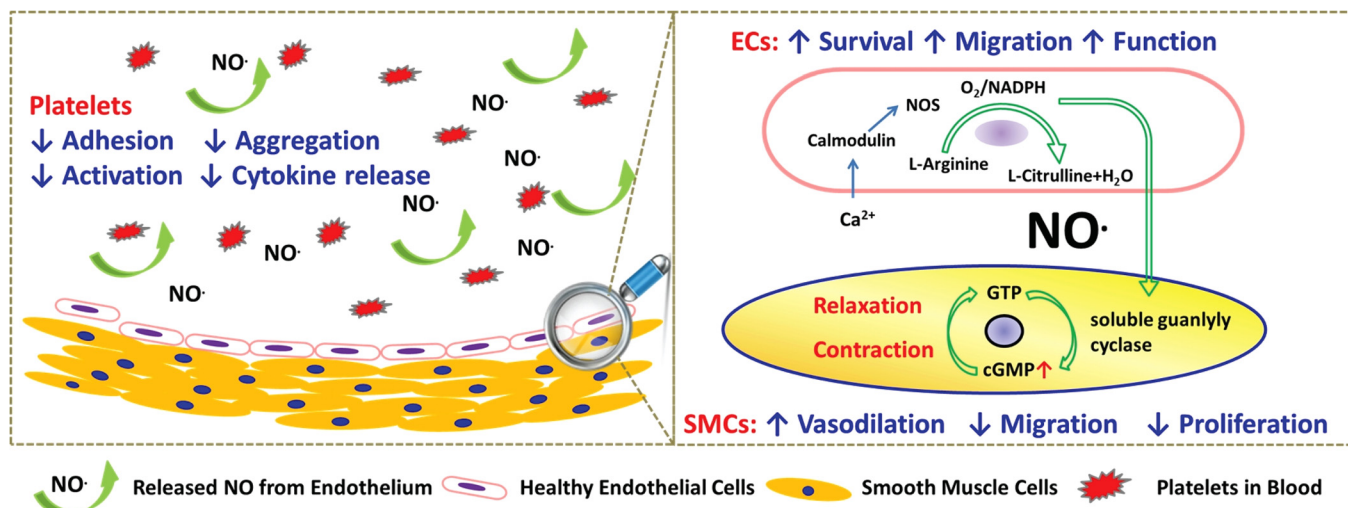 NO·
NO·
NO·
NO·
NO·
NO·
NO·
NO·
Platelets
↓ Adhesion ↓ Aggregation
↓ Activation ↓ Cytokine release
ECs: ↑ Survival ↑ Migration ↑ Function
O₂/NADPH
NOS
Calmodulin
L-Arginine
L-Citrulline+H₂O
Ca²⁺
NO·
Relaxation
Contraction
GTP
cGMP↑
soluble guanlyly
cyclase
SMCs: ↑ Vasodilation ↓ Migration ↓ Proliferation
NO· Released NO from Endothelium
Healthy Endothelial Cells
Smooth Muscle Cells
Platelets in Blood